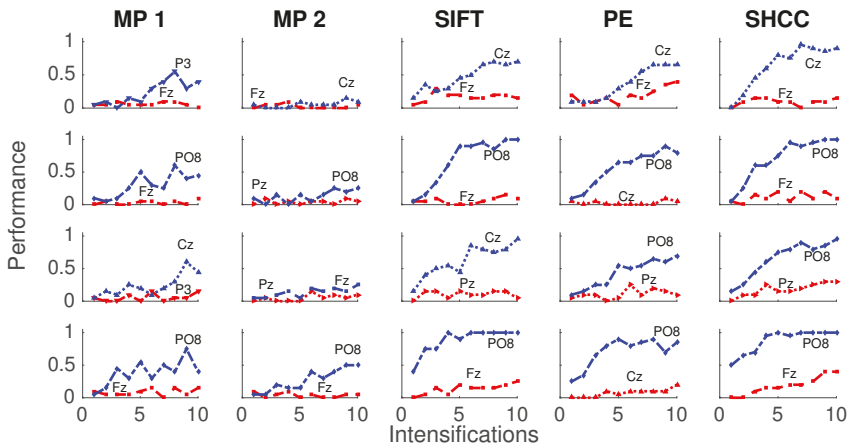 MP 1 MP 2 SIFT PE SHCC
1 0.5 0 P3 Fz Fz Cz Cz Fz Cz Fz Cz Fz
1 0.5 0 PO8 Fz Pz PO8 PO8 Fz PO8 Cz PO8 Fz
1 0.5 0 Cz P3 Pz Fz Cz Pz PO8 Pz PO8 Pz
1 0.5 0 PO8 Fz PO8 Fz PO8 Fz PO8 Cz PO8 Fz
0 5 10 0 5 10 0 5 10 0 5 10 0 5 10
Performance
Intensifications